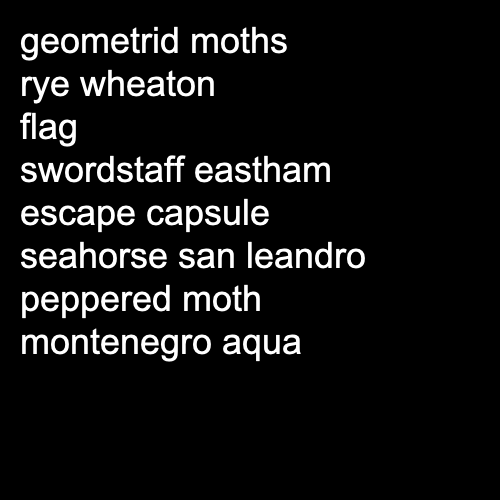 geometrid moths
rye wheaton
flag
swordstaff eastham
escape capsule
seahorse san leandro
peppered moth
montenegro aqua